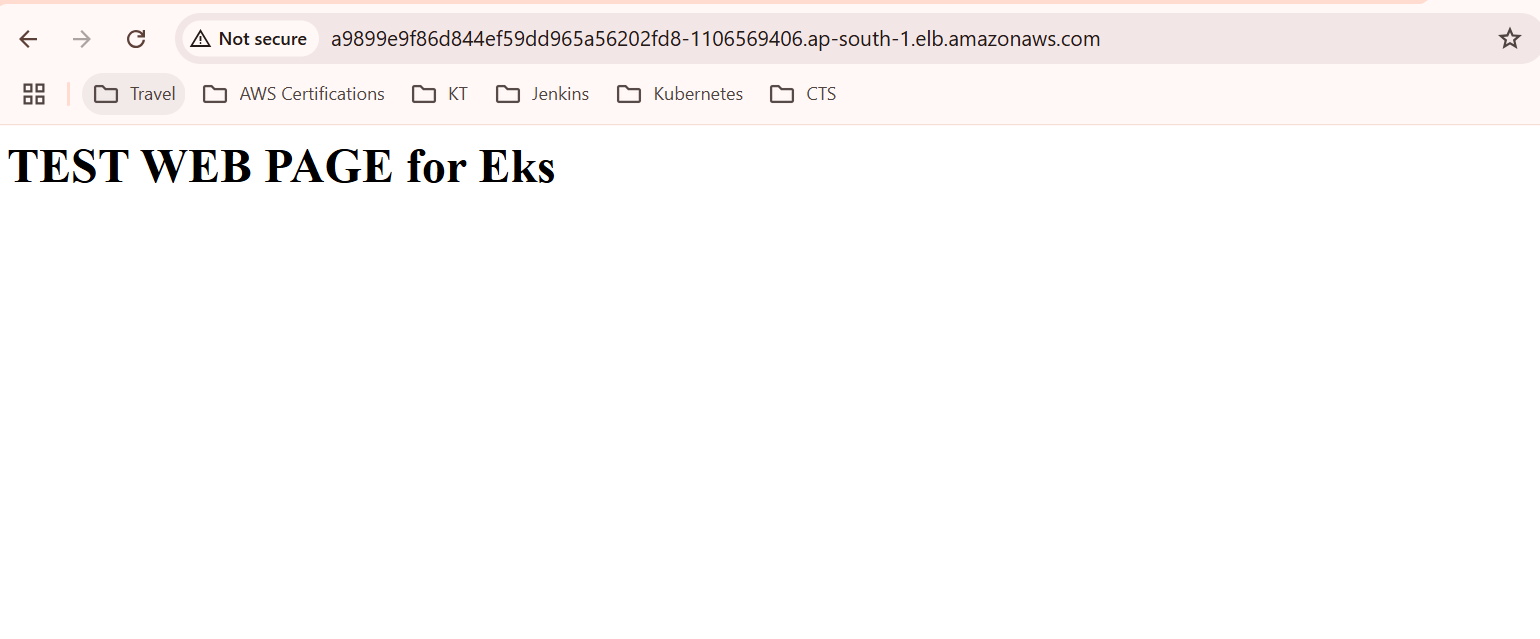 Not secure a9899e9f86d844ef59dd965a56202fd8-1106569406.ap-south-1.elb.amazonaws.com
Travel AWS Certifications KT Jenkins Kubernetes CTS
TEST WEB PAGE for Eks